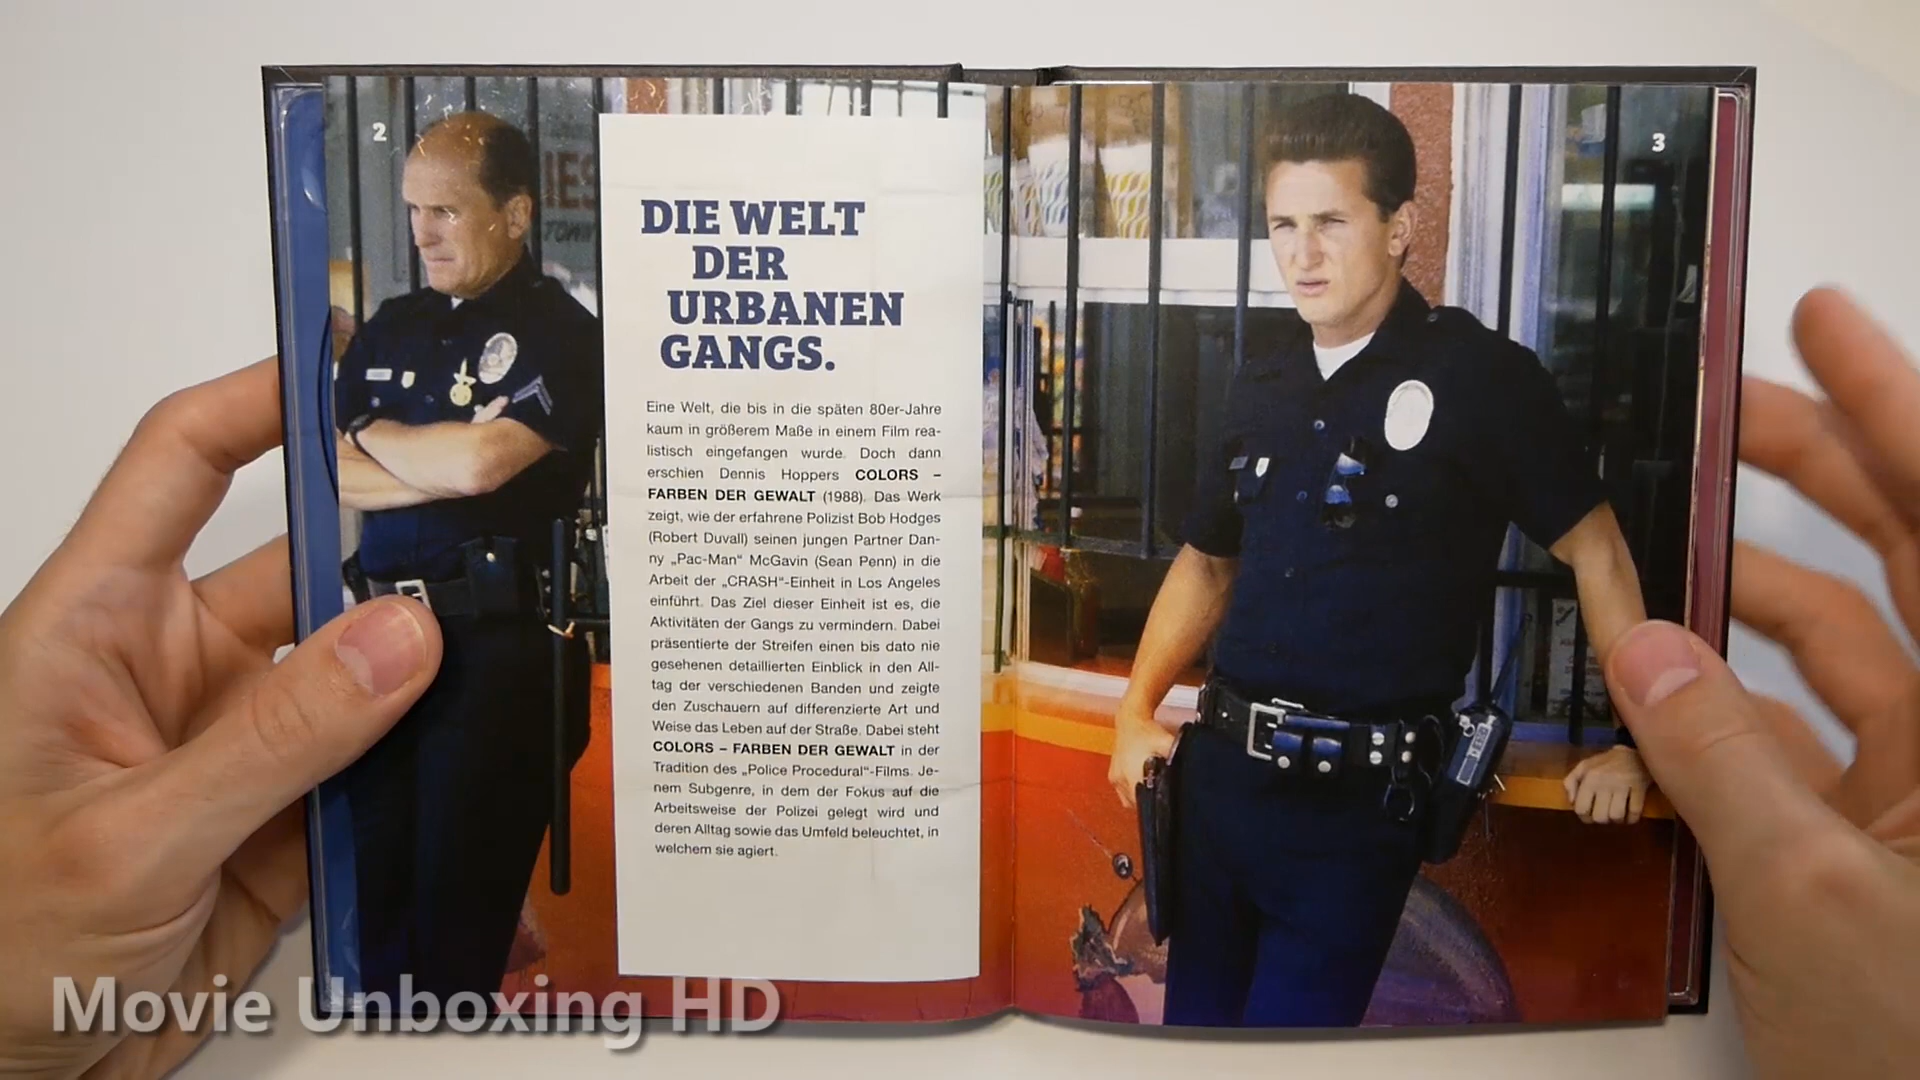 2
3
DIE WELT
DER
URBANEN
GANGS.
Eine Welt, die bis in die späten 80er-Jahre
kaum in größerem Maße in einem Film rea-
listisch eingefangen wurde. Doch dann
erschien Dennis Hoppers COLORS –
FARBEN DER GEWALT (1988). Das Werk
zeigt, wie der erfahrene Polizist Bob Hodges
(Robert Duvall) seinen jungen Partner Dan-
ny „Pac-Man“ McGavin (Sean Penn) in die
Arbeit der „CRASH“-Einheit in Los Angeles
einführt. Das Ziel dieser Einheit ist es, die
Aktivitäten der Gangs zu vermindern. Dabei
präsentierte der Streifen einen bis dato nie
gesehenen detaillierten Einblick in den All-
tag der verschiedenen Banden und zeigte
den Zuschauern auf differenzierte Art und
Weise das Leben auf der Straße. Dabei steht
COLORS – FARBEN DER GEWALT in der
Tradition des „Police Procedural“-Films. Je-
nem Subgenre, in dem der Fokus auf die
Arbeitsweise der Polizei gelegt wird und
deren Alltag sowie das Umfeld beleuchtet, in
welchem sie agiert.
Movie Unboxing HD